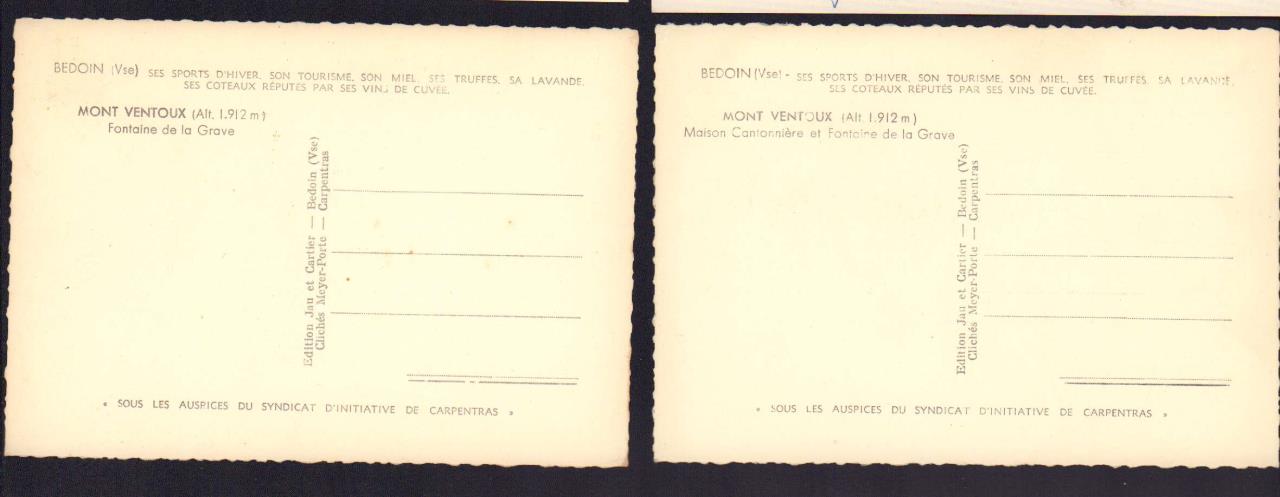 BEDOIN (Vse) SES SPORTS D'HIVER, SON TOURISME, SON MIEL, SES TRUFFES, SA LAVANDE,
SES COTEAUX RÉPUTÉS PAR SES VINS DE CUVÉE.
MONT VENTOUX (Alt. 1.912 m)
Fontaine de la Grave
Edition Jau et Cartier — Bedoin (Vse)
Clichés Meyer-Porte — Carpentras
« SOUS LES AUSPICES DU SYNDICAT D'INITIATIVE DE CARPENTRAS »
BEDOIN (Vse) - SES SPORTS D'HIVER, SON TOURISME, SON MIEL, SES TRUFFES, SA LAVANDE,
SES COTEAUX RÉPUTÉS PAR SES VINS DE CUVÉE.
MONT VENTOUX (Alt. 1.912 m)
Maison Cantonnière et Fontaine de la Grave
Edition Jau et Cartier — Bedoin (Vse)
Clichés Meyer-Porte — Carpentras
« SOUS LES AUSPICES DU SYNDICAT D'INITIATIVE DE CARPENTRAS »